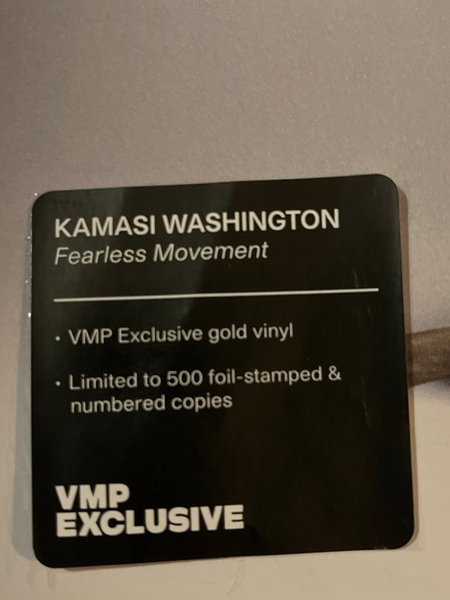 KAMASI WASHINGTON
Fearless Movement
• VMP Exclusive gold vinyl
• Limited to 500 foil-stamped &
numbered copies
VMP
EXCLUSIVE